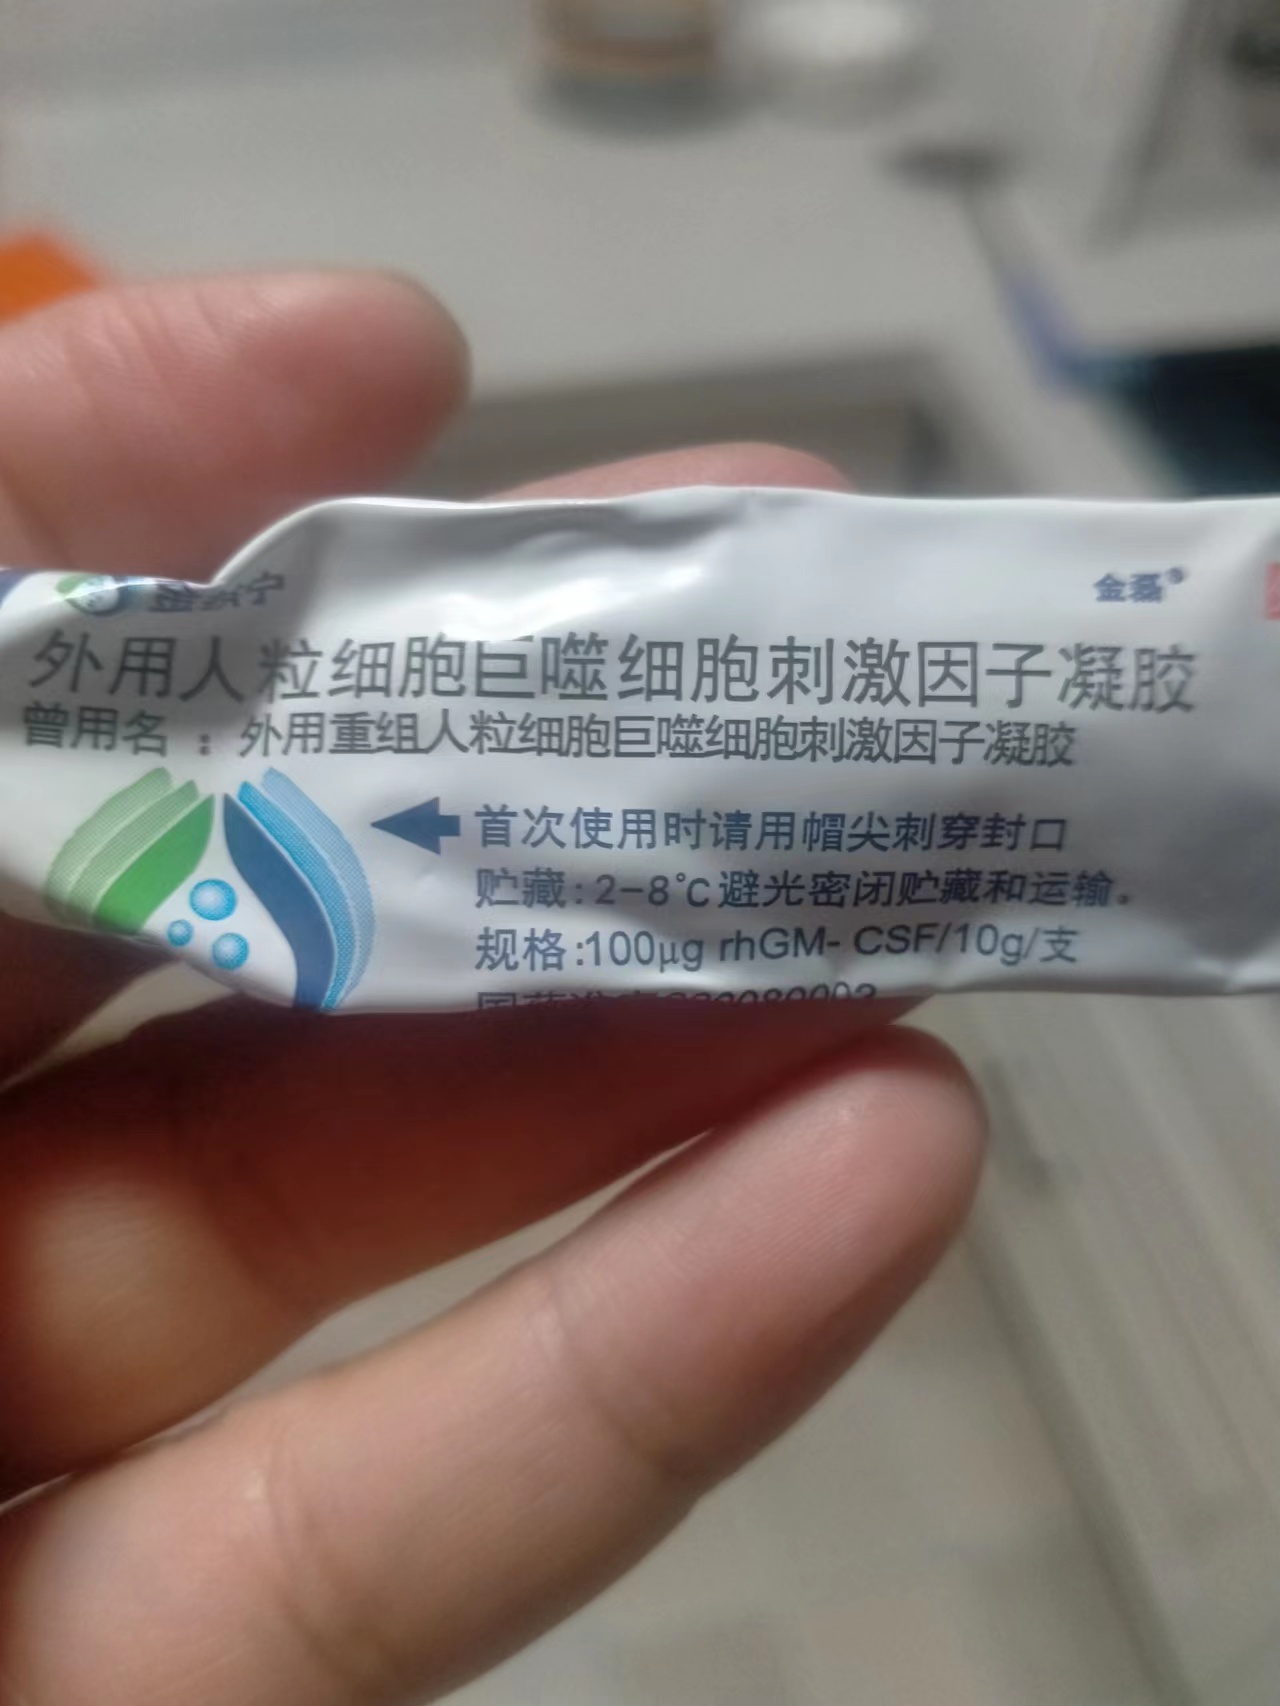 金磊®
外用人粒细胞巨噬细胞刺激因子凝胶
曾用名：外用重组人粒细胞巨噬细胞刺激因子凝胶
首次使用时请用帽尖刺穿封口
贮藏:2-8℃避光密闭贮藏和运输。
规格:100μg rhGM- CSF/10g/支